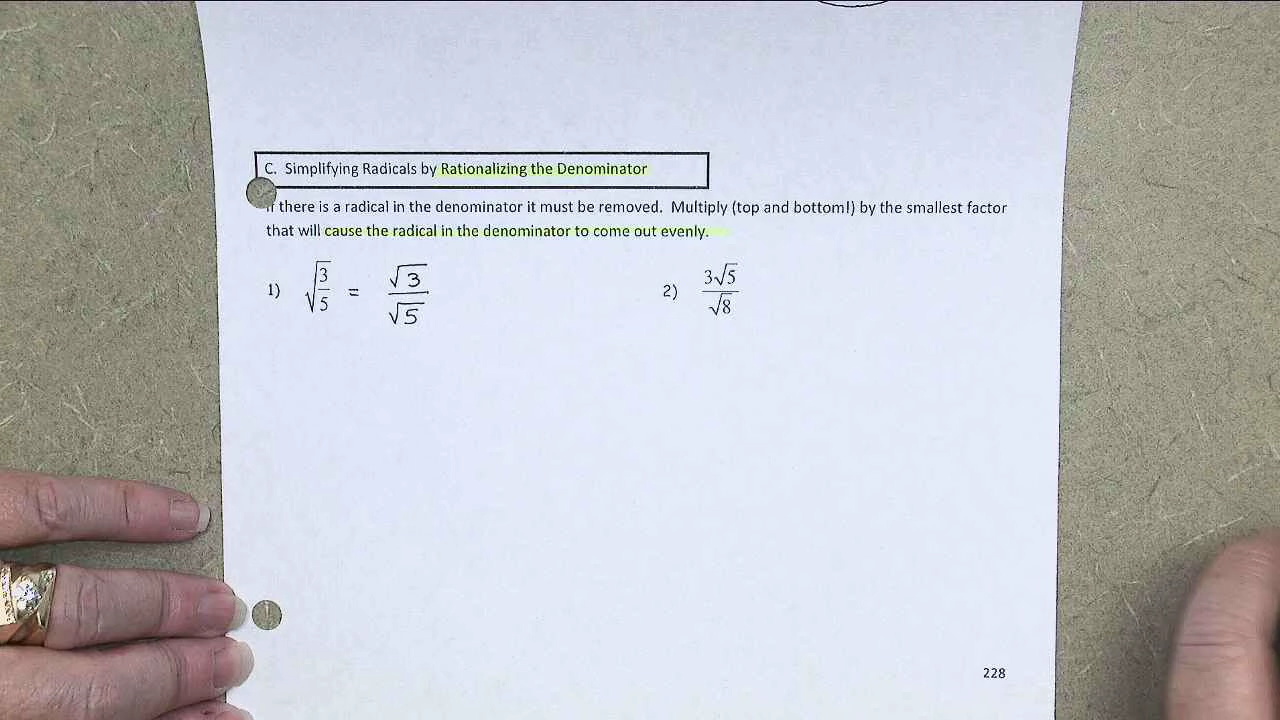 C. Simplifying Radicals by Rationalizing the Denominator
there is a radical in the denominator it must be removed. Multiply (top and bottom!) by the smallest factor
that will cause the radical in the denominator to come out evenly.
1) √(3/5) = √3/√5
2) 3√5/√8
228